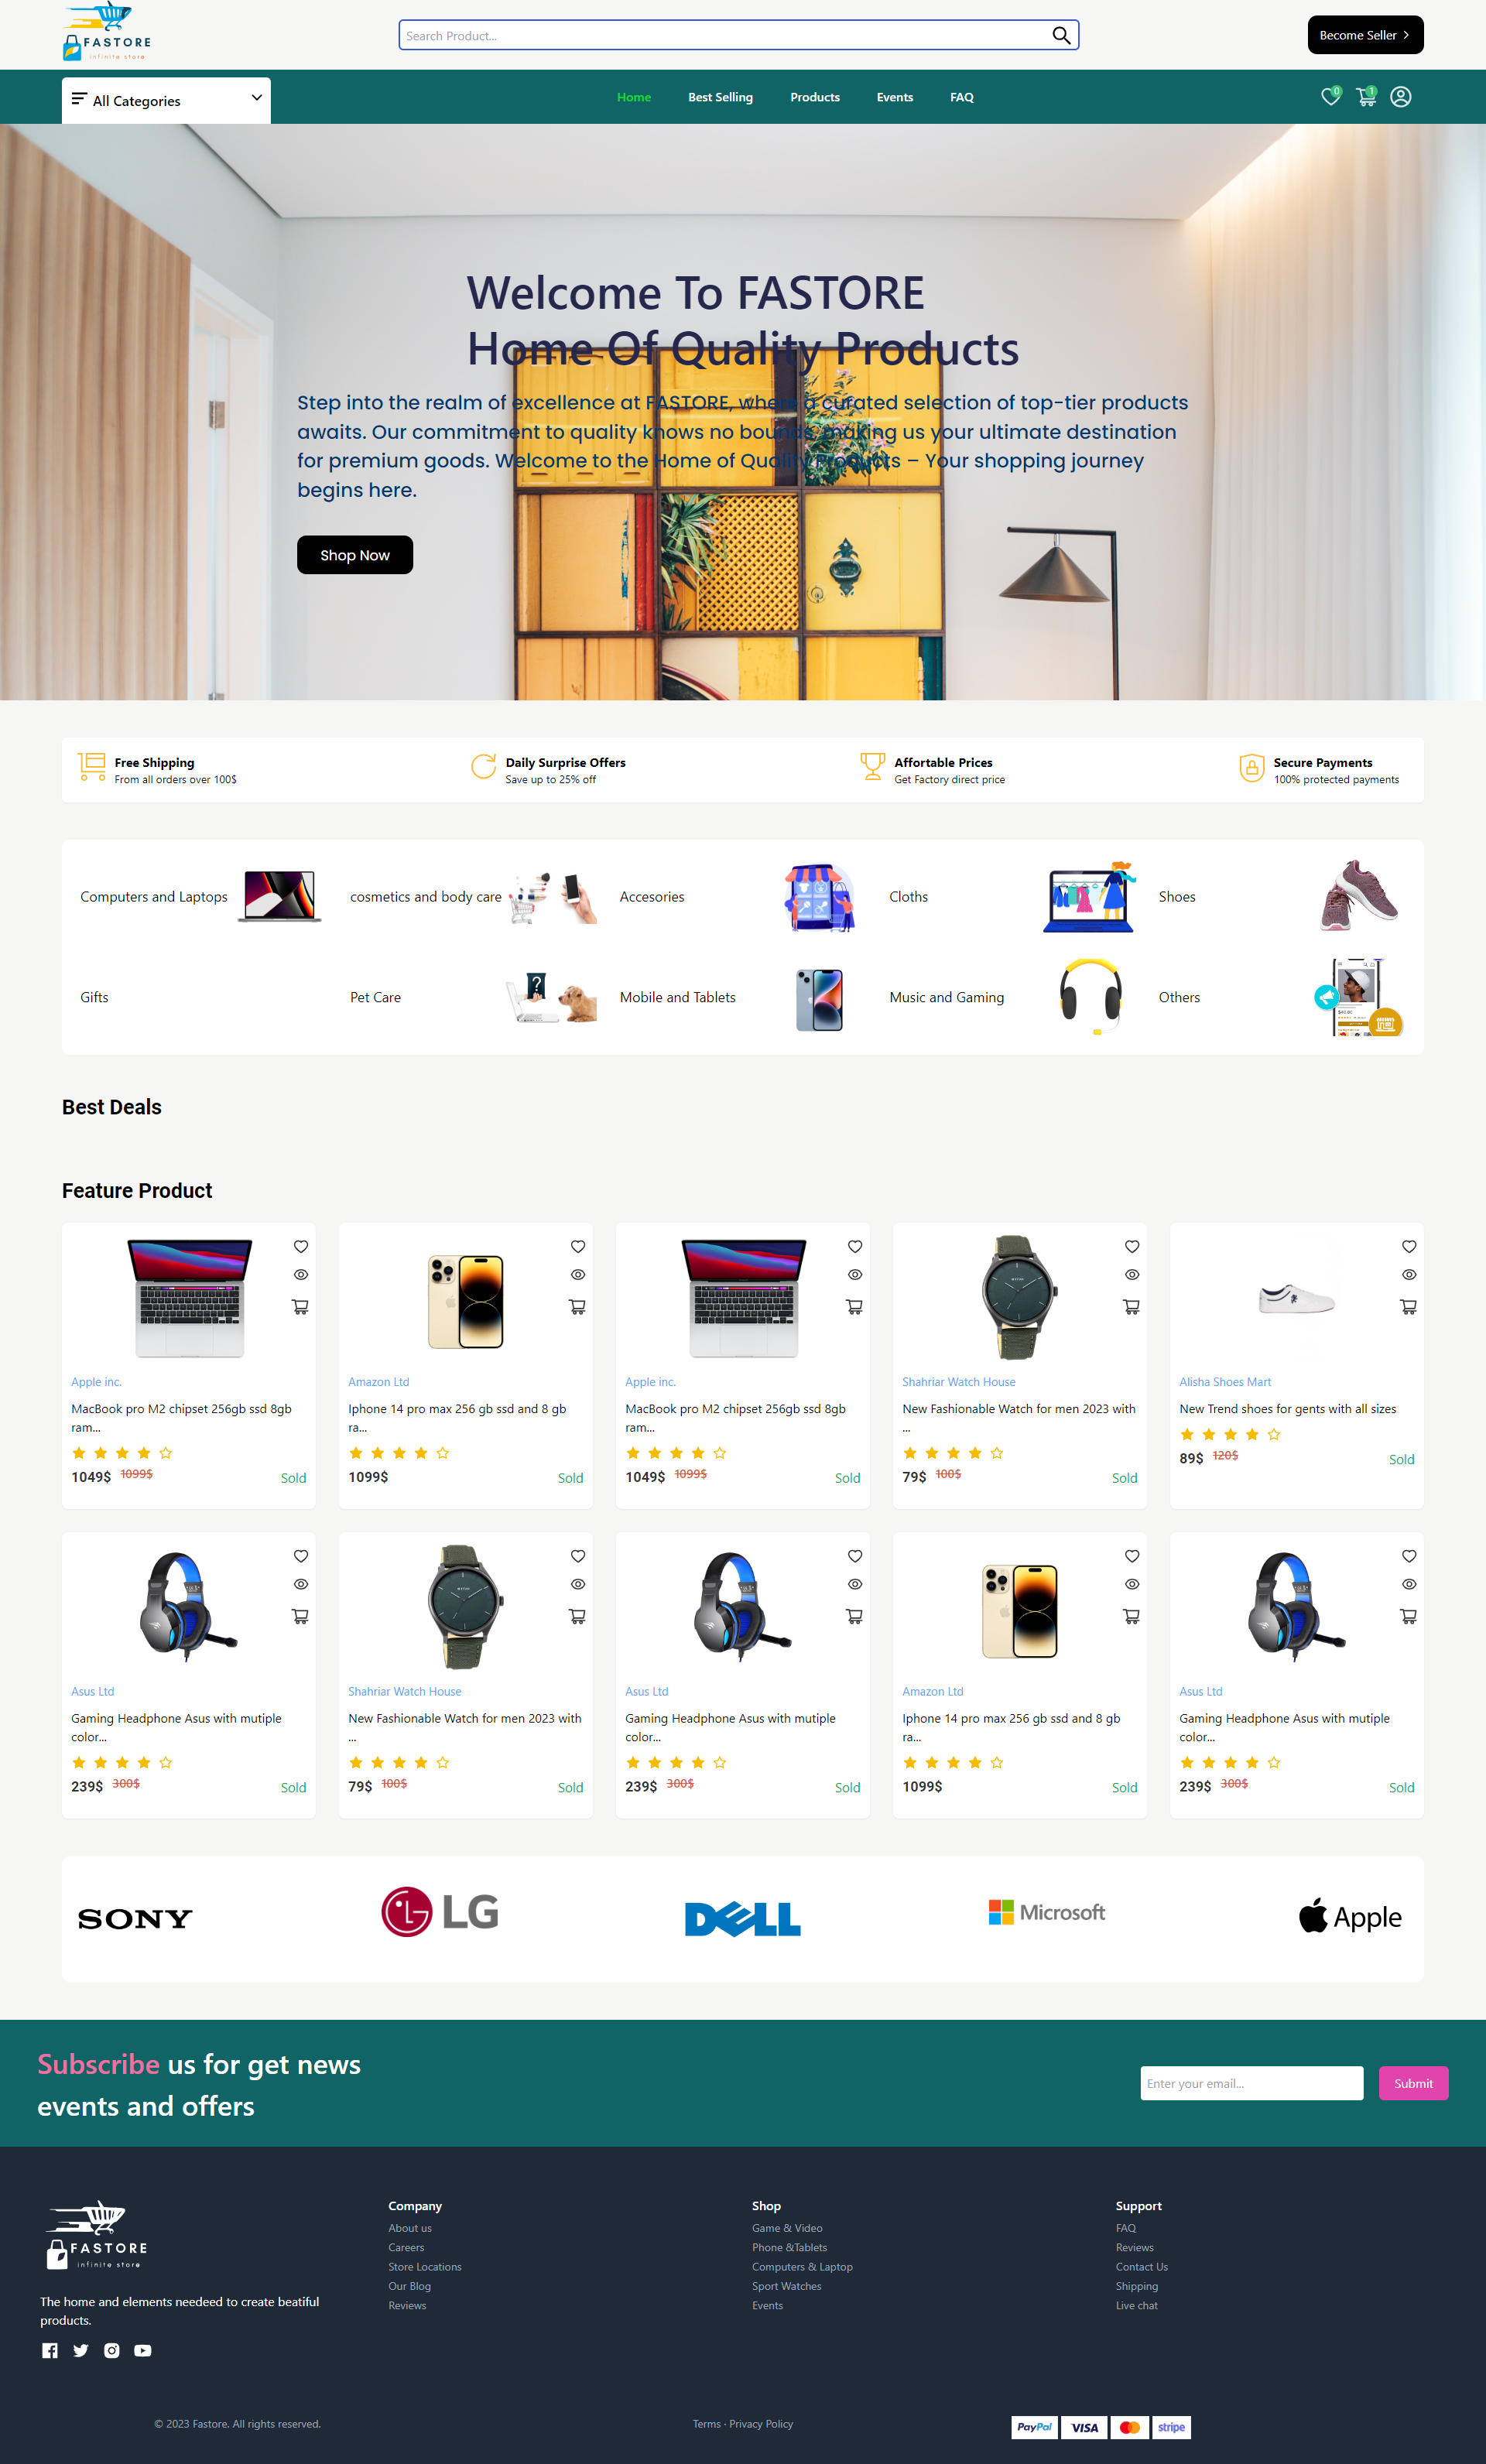 FASTORE
infinite store
Search Product...
Become Seller
All Categories
Home
Best Selling
Products
Events
FAQ
0
1
Welcome To FASTORE
Home Of Quality Products
Step into the realm of excellence at FASTORE, where a curated selection of top-tier products
awaits. Our commitment to quality knows no bounds, making us your ultimate destination
for premium goods. Welcome to the Home of Quality Products – Your shopping journey
begins here.
Shop Now
Free Shipping
From all orders over 100$
Daily Surprise Offers
Save up to 25% off
Affortable Prices
Get Factory direct price
Secure Payments
100% protected payments
Computers and Laptops
cosmetics and body care
Accesories
Cloths
Shoes
Gifts
Pet Care
?
Mobile and Tablets
Music and Gaming
Others
Best Deals
Feature Product
Apple inc.
MacBook pro M2 chipset 256gb ssd 8gb
ram...
1049$ 1099$
Sold
Amazon Ltd
Iphone 14 pro max 256 gb ssd and 8 gb
ra...
1099$
Sold
Apple inc.
MacBook pro M2 chipset 256gb ssd 8gb
ram...
1049$ 1099$
Sold
Shahriar Watch House
New Fashionable Watch for men 2023 with
...
79$ 100$
Sold
Alisha Shoes Mart
New Trend shoes for gents with all sizes
89$ 120$
Sold
Asus Ltd
Gaming Headphone Asus with mutiple
color...
239$ 300$
Sold
Shahriar Watch House
New Fashionable Watch for men 2023 with
...
79$ 100$
Sold
Asus Ltd
Gaming Headphone Asus with mutiple
color...
239$ 300$
Sold
Amazon Ltd
Iphone 14 pro max 256 gb ssd and 8 gb
ra...
1099$
Sold
Asus Ltd
Gaming Headphone Asus with mutiple
color...
239$ 300$
Sold
SONY
LG
DELL
Microsoft
Apple
Subscribe us for get news
events and offers
Enter your email...
Submit
FASTORE
infinite store
The home and elements needeed to create beatiful
products.
Company
About us
Careers
Store Locations
Our Blog
Reviews
Shop
Game & Video
Phone &Tablets
Computers & Laptop
Sport Watches
Events
Support
FAQ
Reviews
Contact Us
Shipping
Live chat
© 2023 Fastore. All rights reserved.
Terms · Privacy Policy
PayPal
VISA
stripe